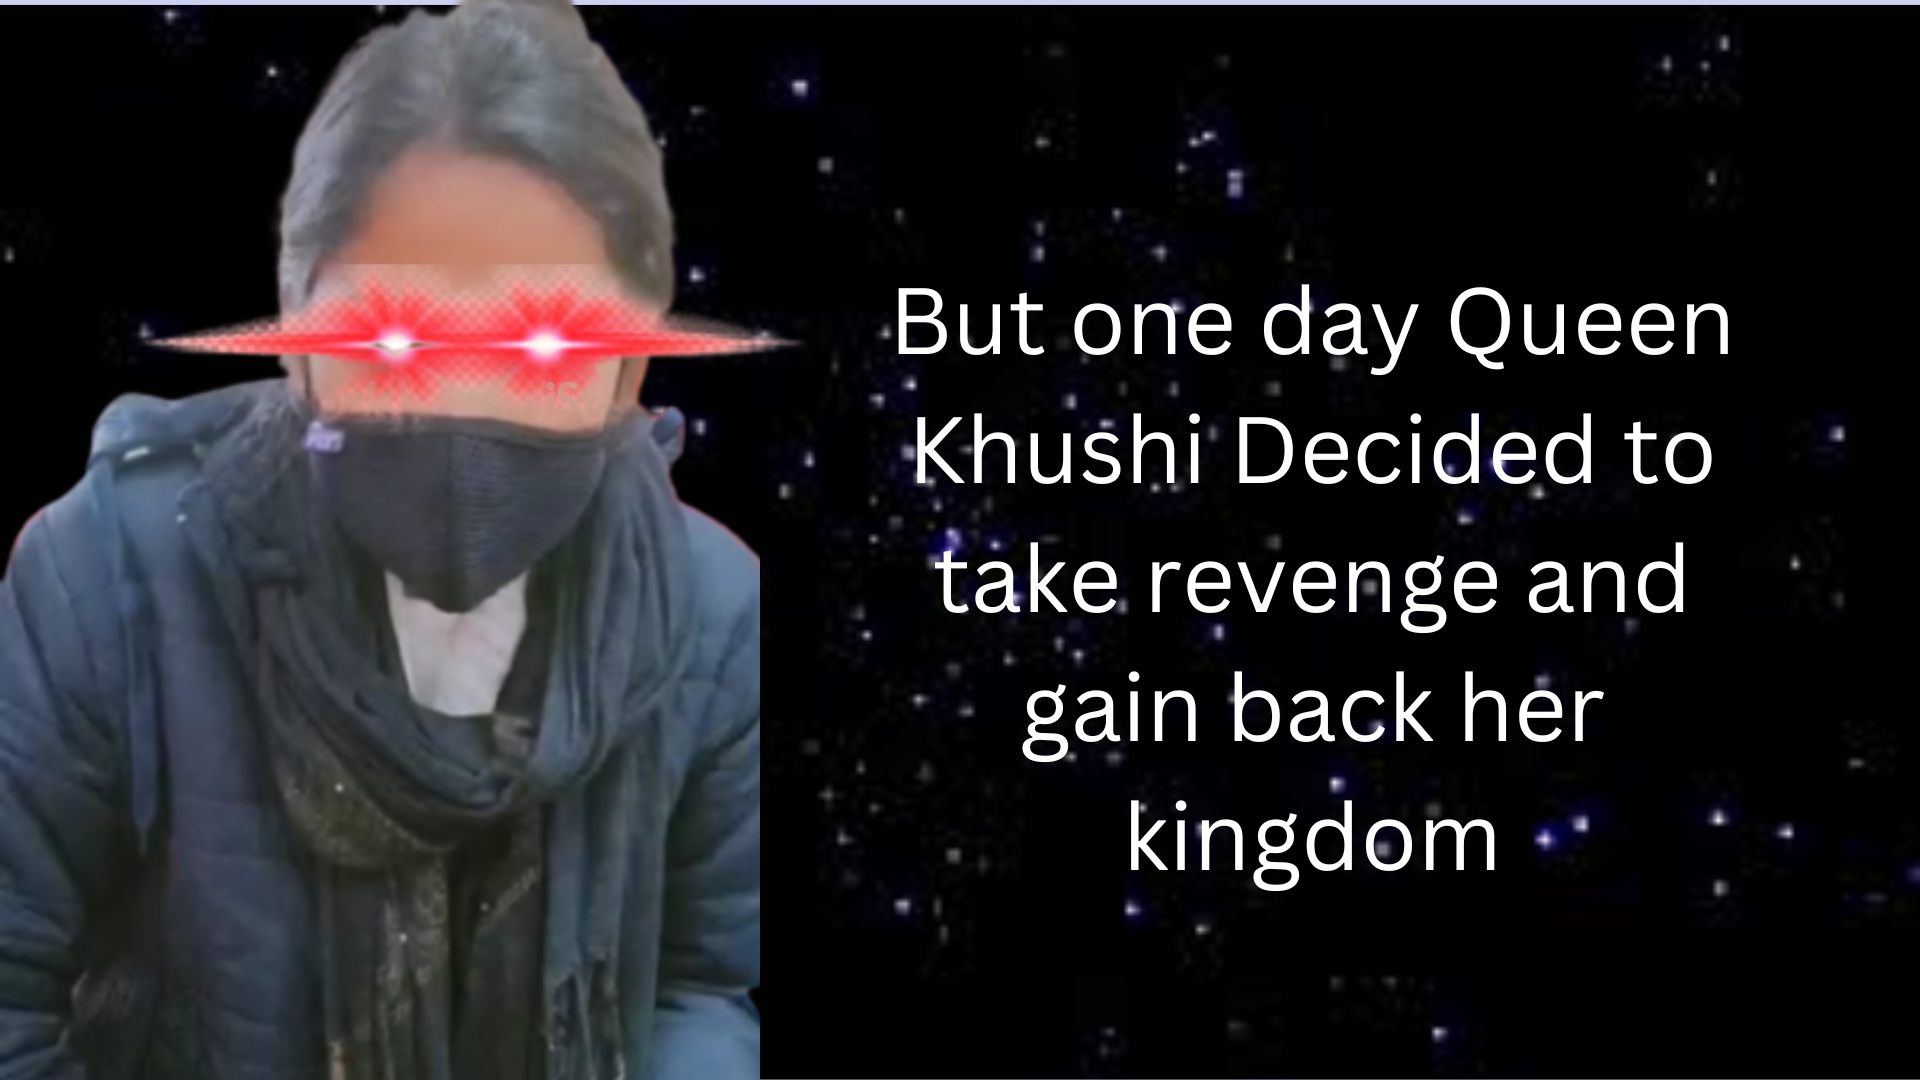 But one day Queen
Khushi Decided to
take revenge and
gain back her
kingdom